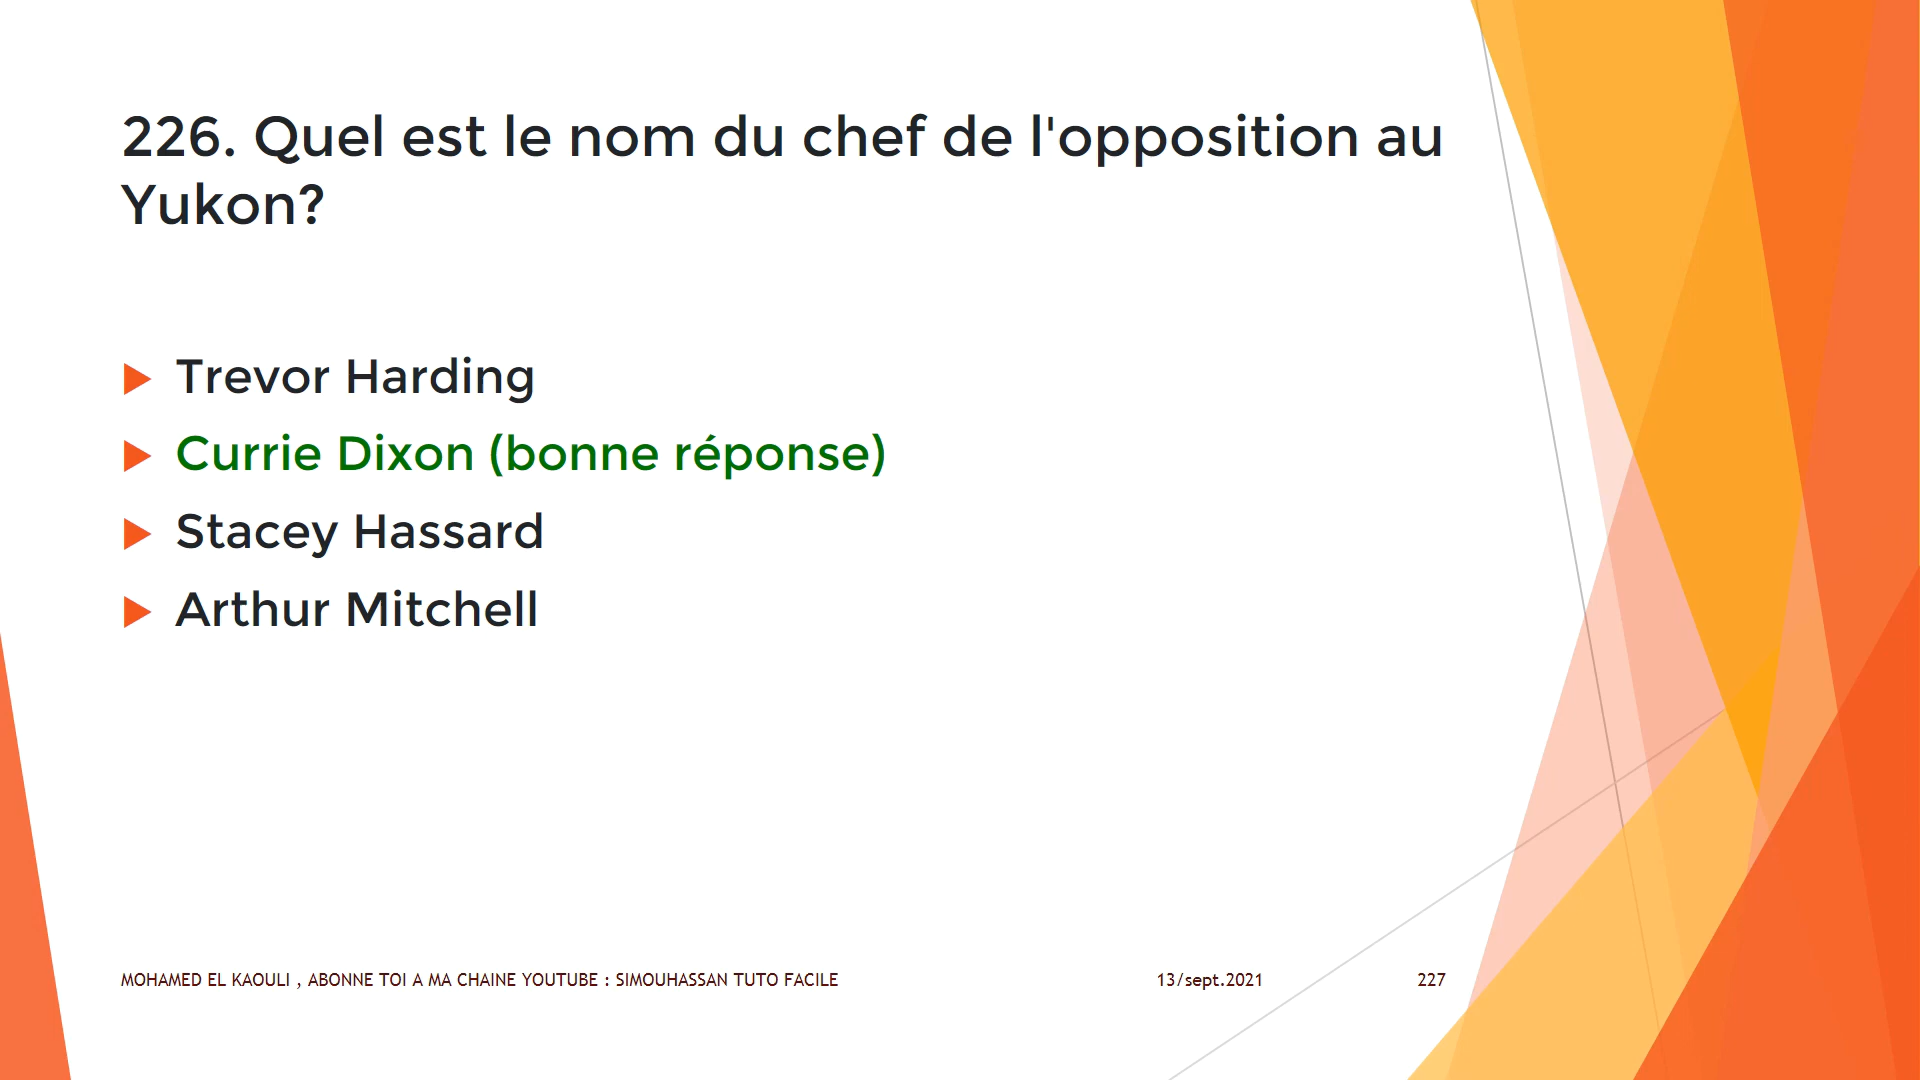 226. Quel est le nom du chef de l'opposition au
Yukon?
Trevor Harding
Currie Dixon (bonne réponse)
Stacey Hassard
Arthur Mitchell
MOHAMED EL KAOULI , ABONNE TOI A MA CHAINE YOUTUBE : SIMOUHASSAN TUTO FACILE
13/sept.2021
227